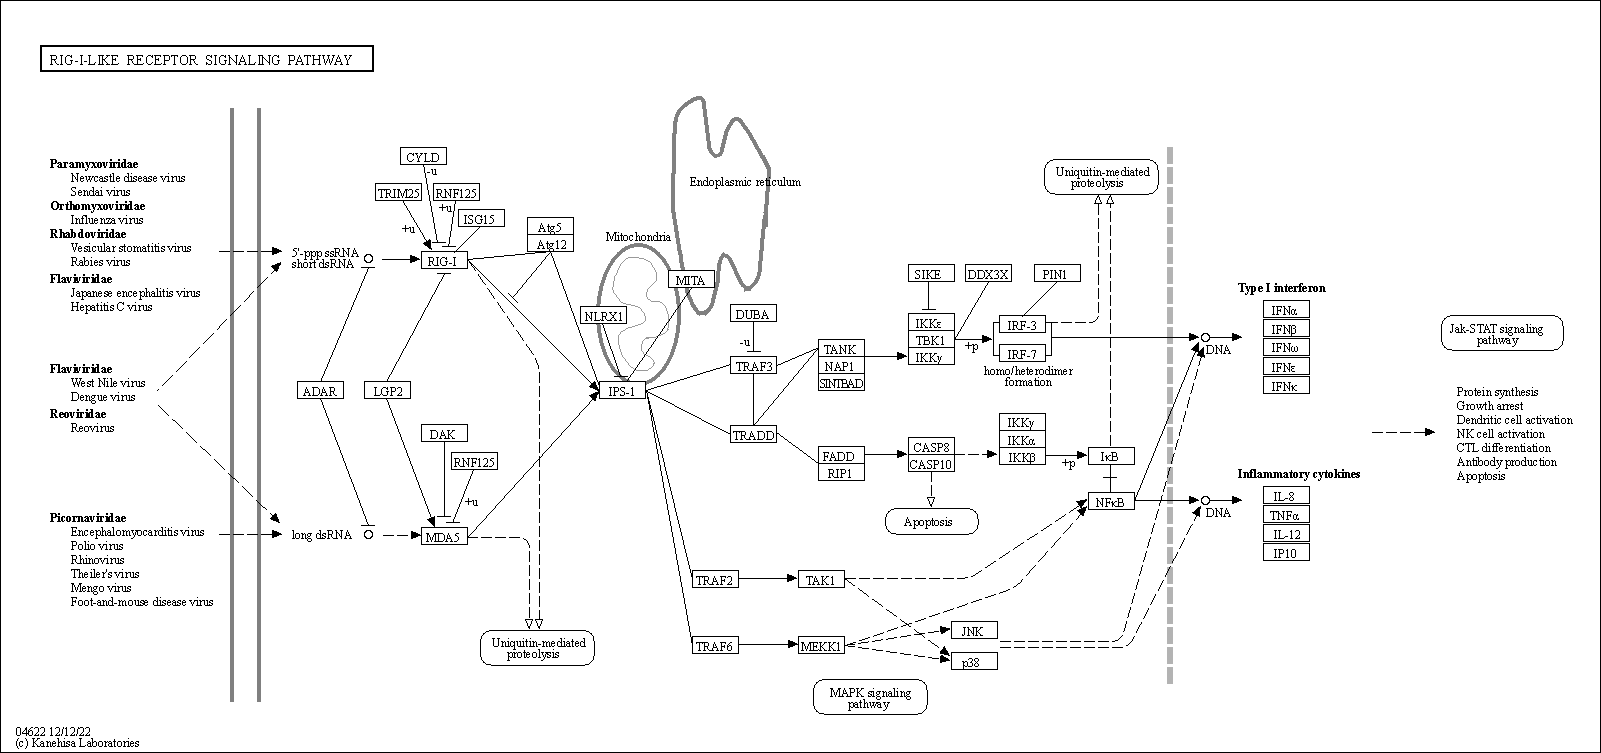 RIG-I-LIKE RECEPTOR SIGNALING PATHWAY
Paramyxoviridae
Newcastle disease virus
Sendai virus
Orthomyxoviridae
Influenza virus
Rhabdoviridae
Vesicular stomatitis virus
Rabies virus
Flaviviridae
Japanese encephalitis virus
Hepatitis C virus
Flaviviridae
West Nile virus
Dengue virus
Reoviridae
Reovirus
Picornaviridae
Encephalomyocarditis virus
Polio virus
Rhinovirus
Theiler's virus
Mengo virus
Foot-and-mouse disease virus
5'-ppp ssRNA
short dsRNA
long dsRNA
ADAR
LGP2
CYLD
-u
TRIM25
+u
RNF125
+u
ISG15
RIG-I
Atg5
Atg12
DAK
RNF125
+u
MDA5
Uniquitin-mediated
proteolysis
Mitochondria
Endoplasmic reticulum
MITA
NLRX1
IPS-1
DUBA
-u
TRAF3
TRADD
TANK
NAP1
SINTBAD
FADD
RIP1
TRAF2
TAK1
TRAF6
MEKK1
MAPK signaling
pathway
SIKE
DDX3X
PIN1
IKKε
TBK1
IKKγ
+p
IRF-3
IRF-7
homo/heterodimer
formation
Uniquitin-mediated
proteolysis
CASP8
CASP10
Apoptosis
IKKγ
IKKα
IKKβ
+p
IκB
NFκB
JNK
p38
DNA
DNA
Type I interferon
IFNα
IFNβ
IFNω
IFNε
IFNκ
Inflammatory cytokines
IL-8
TNFα
IL-12
IP10
Jak-STAT signaling
pathway
Protein synthesis
Growth arrest
Dendritic cell activation
NK cell activation
CTL differentiation
Antibody production
Apoptosis
04622 12/12/22
(c) Kanehisa Laboratories